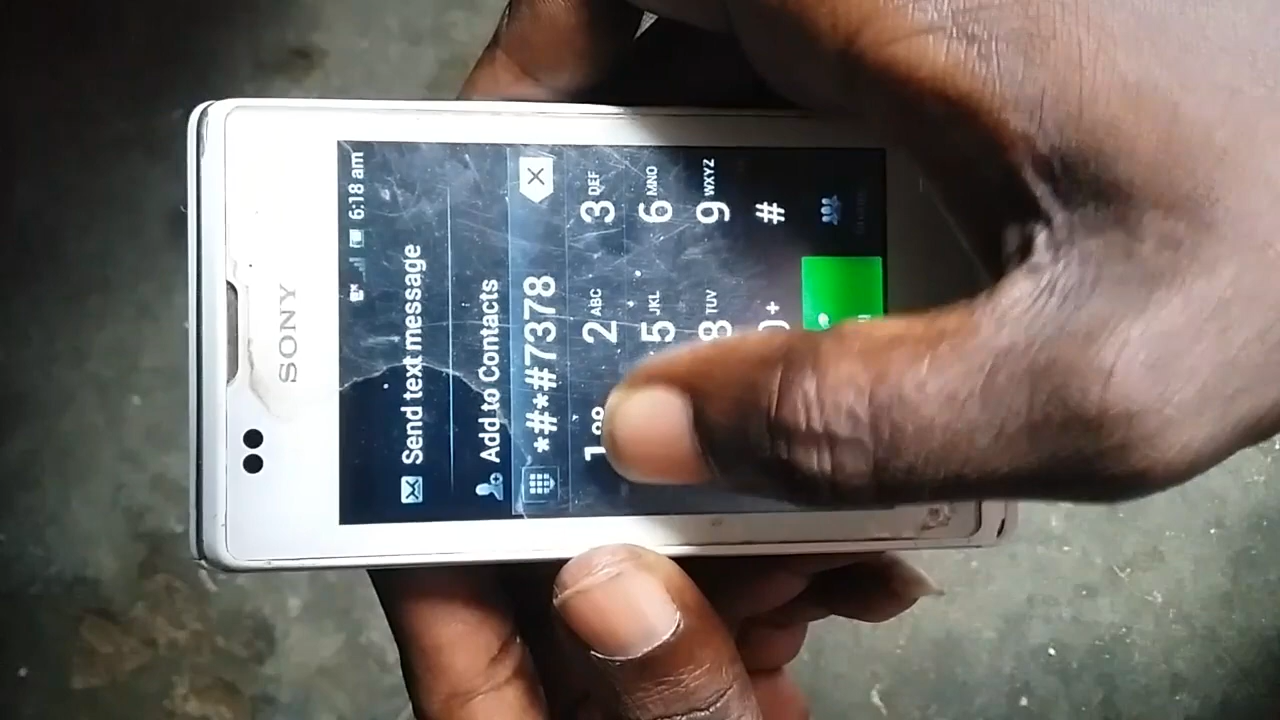 SONY
6:18 am
Send text message
Add to Contacts
*#*#7378
1 2 ABC 3 DEF
5 JKL 6 MNO
8 TUV 9 WXYZ
+ #